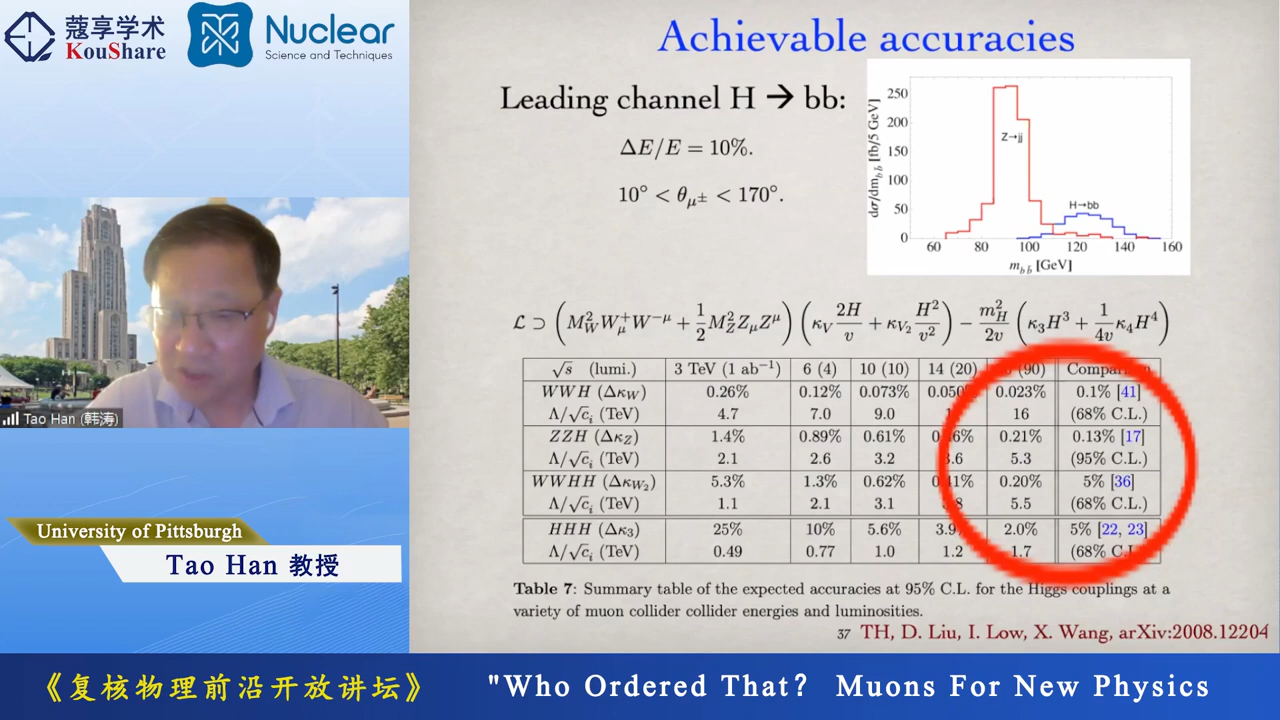 蔻享学术
KouShare
Nuclear
Science and Techniques
Tao Han (韩涛)
University of Pittsburgh
Tao Han 教授
Achievable accuracies
Leading channel H → bb:
ΔE/E = 10%.
10° < θμ± < 170°.
dσ/dm_bb̄ [fb/5 GeV]
250
200
150
100
50
0
Z→jj
H→bb
60 80 100 120 140 160
m_bb̄ [GeV]
ℒ ⊃ (M²_W W⁺_μ W^−μ + 1/2 M²_Z Z_μ Z^μ) (κ_V 2H/v + κ_V₂ H²/v²) − m²_H/2v (κ₃H³ + 1/4v κ₄H⁴)
√s (lumi.) 3 TeV (1 ab⁻¹) 6 (4) 10 (10) 14 (20) (90)
WWH (Δκ_W) 0.26% 0.12% 0.073% 0.050 0.023% 0.1% [41]
Λ/√c_i (TeV) 4.7 7.0 9.0 16 (68% C.L.)
ZZH (Δκ_Z) 1.4% 0.89% 0.61% 6% 0.21% 0.13% [17]
Λ/√c_i (TeV) 2.1 2.6 3.2 .6 5.3 (95% C.L.)
WWHH (Δκ_W₂) 5.3% 1.3% 0.62% 41% 0.20% 5% [36]
Λ/√c_i (TeV) 1.1 2.1 3.1 8 5.5 (68% C.L.)
HHH (Δκ₃) 25% 10% 5.6% 3.9 2.0% 5% [22, 23]
Λ/√c_i (TeV) 0.49 0.77 1.0 1.2 1.7 (68% C.L
Table 7: Summary table of the expected accuracies at 95% C.L. for the Higgs couplings at a
variety of muon collider collider energies and luminosities.
37 TH, D. Liu, I. Low, X. Wang, arXiv:2008.12204
《复核物理前沿开放讲坛》 "Who Ordered That? Muons For New Physics